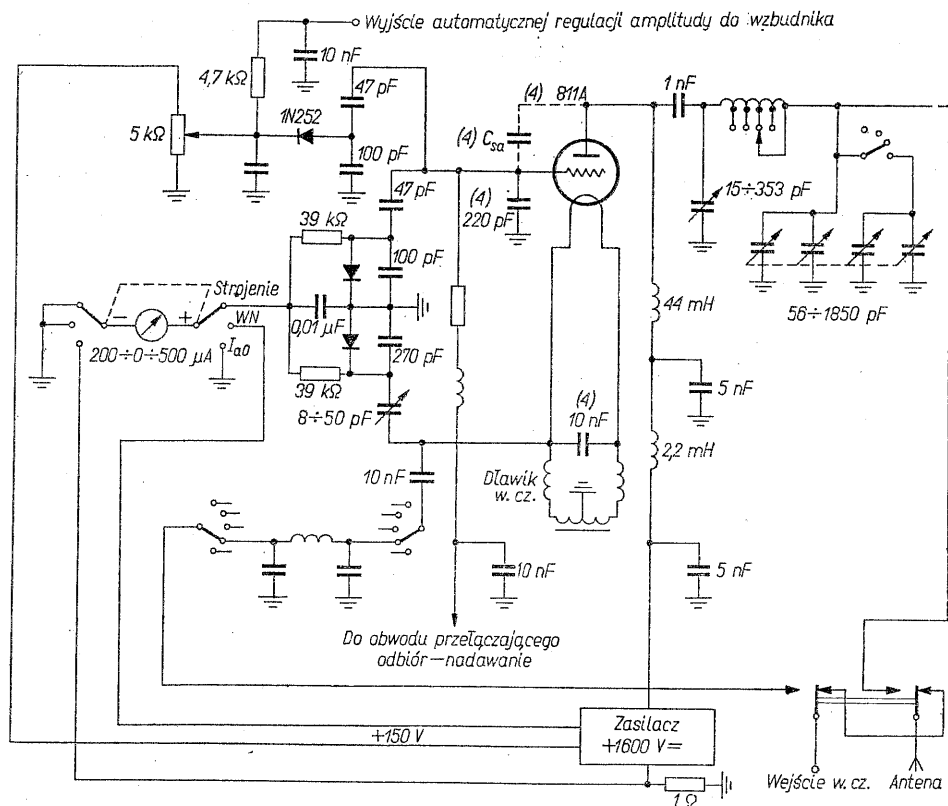 Wyjście automatycznej regulacji amplitudy do wzbudnika
10 nF
4,7 kΩ
47 pF
1N252
5 kΩ
100 pF
(4) 811A
1 nF
(4) Csa
47 pF
(4)
220 pF
15÷353 pF
39 kΩ
100 pF
Strojenie
WN
Ia0
- +
200÷0÷500 μA
0,01 μF
270 pF
39 kΩ
8÷50 pF
44 mH
56÷1850 pF
5 nF
(4)
10 nF
2,2 mH
10 nF
Dławik
w. cz.
10 nF
5 nF
Do obwodu przełączającego
odbiór—nadawanie
+150 V
Zasilacz
+1600 V=
1 Ω
Wejście w. cz.
Antena